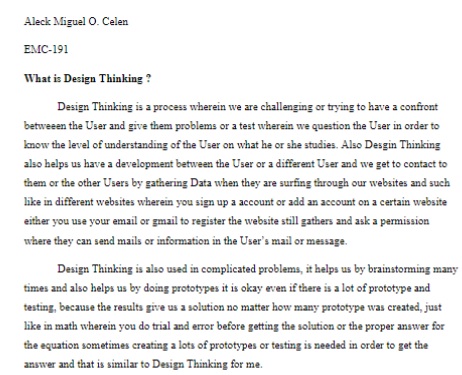 Aleck Miguel O. Celen
EMC-191
What is Design Thinking ?
Design Thinking is a process wherein we are challenging or trying to have a confront
betweeen the User and give them problems or a test wherein we question the User in order to
know the level of understanding of the User on what he or she studies. Also Desgin Thinking
also helps us have a development between the User or a different User and we get to contact to
them or the other Users by gathering Data when they are surfing through our websites and such
like in different websites wherein you sign up a account or add an account on a certain website
either you use your email or gmail to register the website still gathers and ask a permission
where they can send mails or information in the User's mail or message.
Design Thinking is also used in complicated problems, it helps us by brainstorming many
times and also helps us by doing prototypes it is okay even if there is a lot of prototype and
testing, because the results give us a solution no matter how many prototype was created, just
like in math wherein you do trial and error before getting the solution or the proper answer for
the equation sometimes creating a lots of prototypes or testing is needed in order to get the
answer and that is similar to Design Thinking for me.